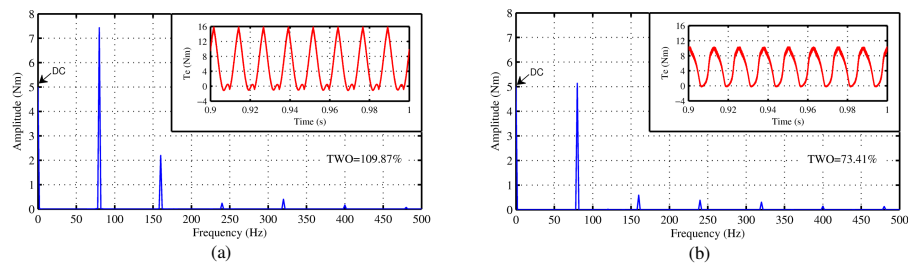 8
7
6
5
4
3
2
1
0
Amplitude (Nm)
DC
16
12
8
4
0
−4
Te (Nm)
0.9 0.92 0.94 0.96 0.98 1
Time (s)
TWO=109.87%
0 50 100 150 200 250 300 350 400 450 500
Frequency (Hz)
(a)
8
7
6
5
4
3
2
1
0
Amplitude (Nm)
DC
16
12
8
4
0
−4
Te (Nm)
0.9 0.92 0.94 0.96 0.98 1
Time (s)
TWO=73.41%
0 50 100 150 200 250 300 350 400 450 500
Frequency (Hz)
(b)